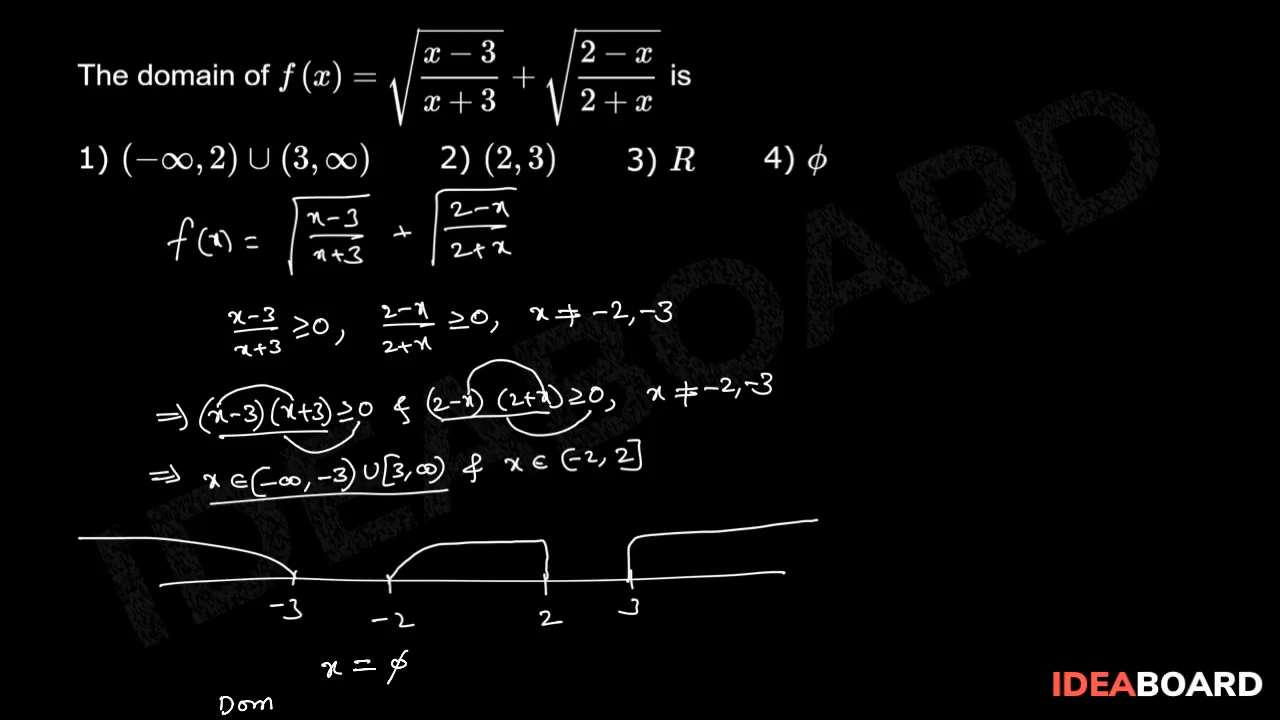 The domain of f(x) = √((x − 3)/(x + 3)) + √((2 − x)/(2 + x)) is
1) (−∞, 2) ∪ (3, ∞) 2) (2, 3) 3) R 4) ϕ
f(x) = √((x−3)/(x+3)) + √((2−x)/(2+x))
(x−3)/(x+3) ≥ 0, (2−x)/(2+x) ≥ 0, x ≠ −2, −3
⇒ (x−3)(x+3) ≥ 0 & (2−x)(2+x) ≥ 0, x ≠ −2, −3
⇒ x ∈ (−∞, −3) ∪ [3, ∞) & x ∈ (−2, 2]
−3 −2 2 3
x = ϕ
Dom
IDEABOARD
IDEABOARD